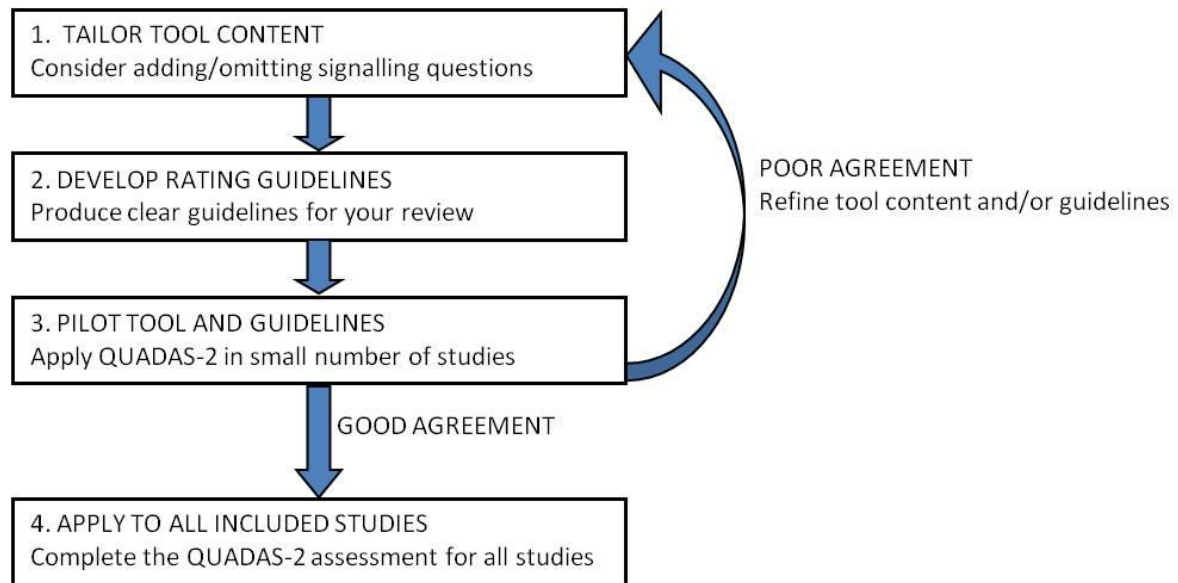 1. TAILOR TOOL CONTENT
Consider adding/omitting signalling questions
2. DEVELOP RATING GUIDELINES
Produce clear guidelines for your review
POOR AGREEMENT
Refine tool content and/or guidelines
3. PILOT TOOL AND GUIDELINES
Apply QUADAS-2 in small number of studies
GOOD AGREEMENT
4. APPLY TO ALL INCLUDED STUDIES
Complete the QUADAS-2 assessment for all studies